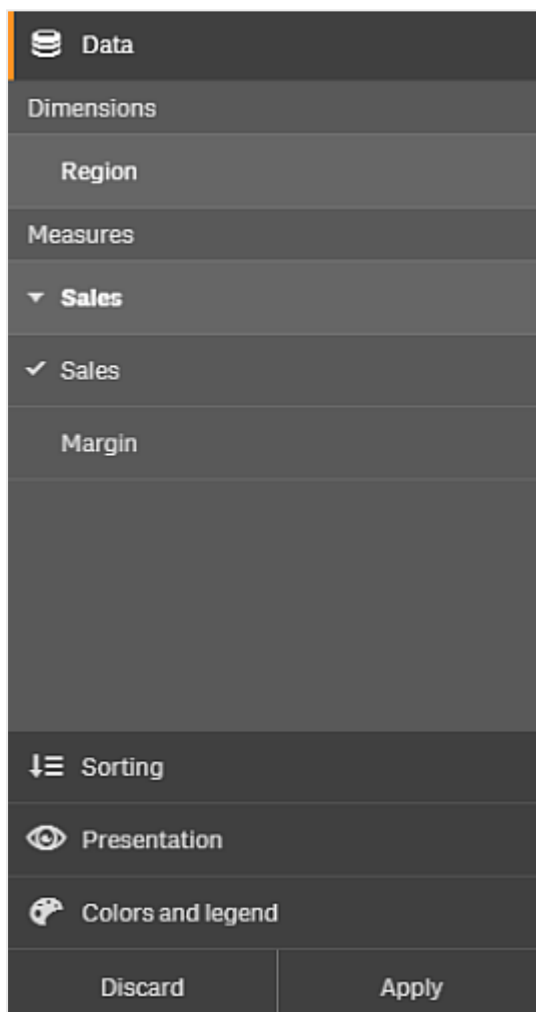 Data
Dimensions
Region
Measures
Sales
Sales
Margin
Sorting
Presentation
Colors and legend
Discard Apply